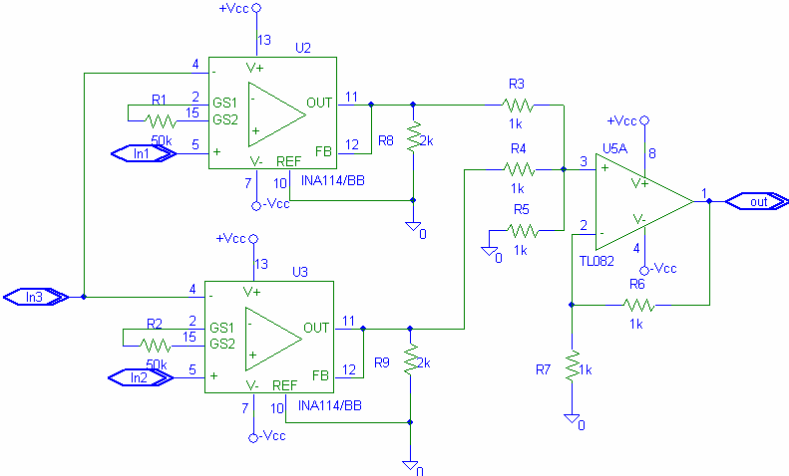 +Vcc
13
U2
4
-
V+
R1
2
GS1
15
GS2
-
+
OUT
11
50k
In1
5
+
FB
12
V-
REF
7
10
INA114/BB
-Vcc
R8
2k
0
R3
1k
R4
1k
R5
1k
0
+Vcc
8
U5A
3
+
V+
1
out
2
-
V-
4
TL082
-Vcc
R6
1k
R7
1k
0
+Vcc
13
U3
In3
4
-
V+
R2
2
GS1
15
GS2
-
+
OUT
11
50k
In2
5
+
FB
12
V-
REF
7
10
INA114/BB
-Vcc
R9
2k
0